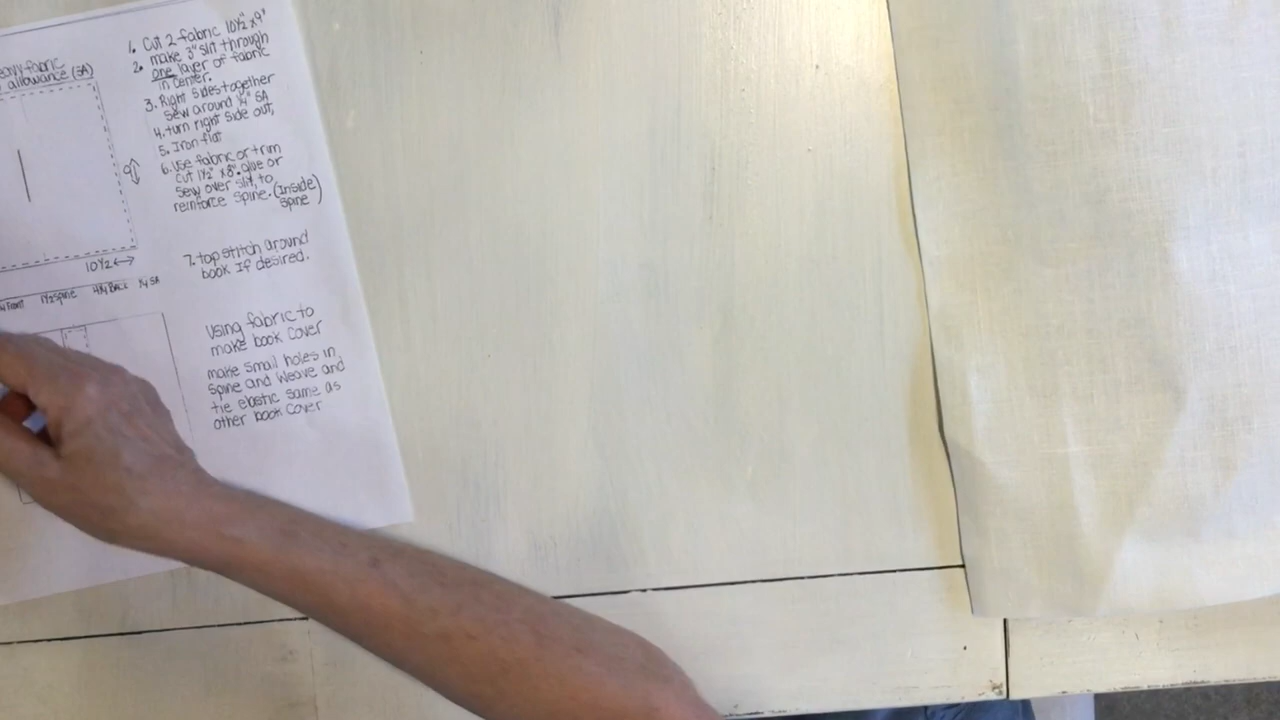 heavy fabric
allowance (SA)
1. Cut 2 fabric 10½" x 9"
2. make 3" slit through
one layer of fabric
in center.
3. Right sides together
sew around ¼" SA
4. turn right side out,
5. Iron flat
6. Use fabric or trim
Cut 1½" x 8". glue or
sew over slit, to
reinforce spine. (Inside
spine)
9
10½
Front 1½ spine 4¼ Back ¼ SA
7. top stitch around
book If desired.
Using fabric to
make book cover
make small holes in
spine and weave and
tie elastic same as
other book cover